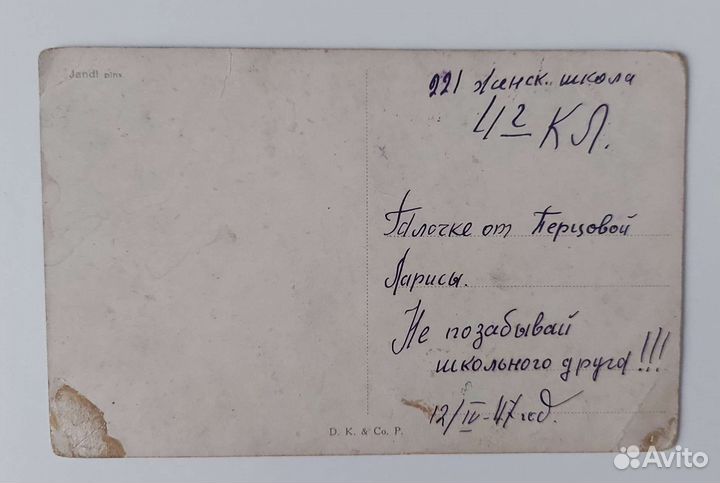 Jandl pinx.
221 женск. школа
4 г кл.
Галочке от Перцовой
Ларисы.
Не позабывай
школьного друга!!!
12/IV-47 год.
D. K. & Co. P.
Avito